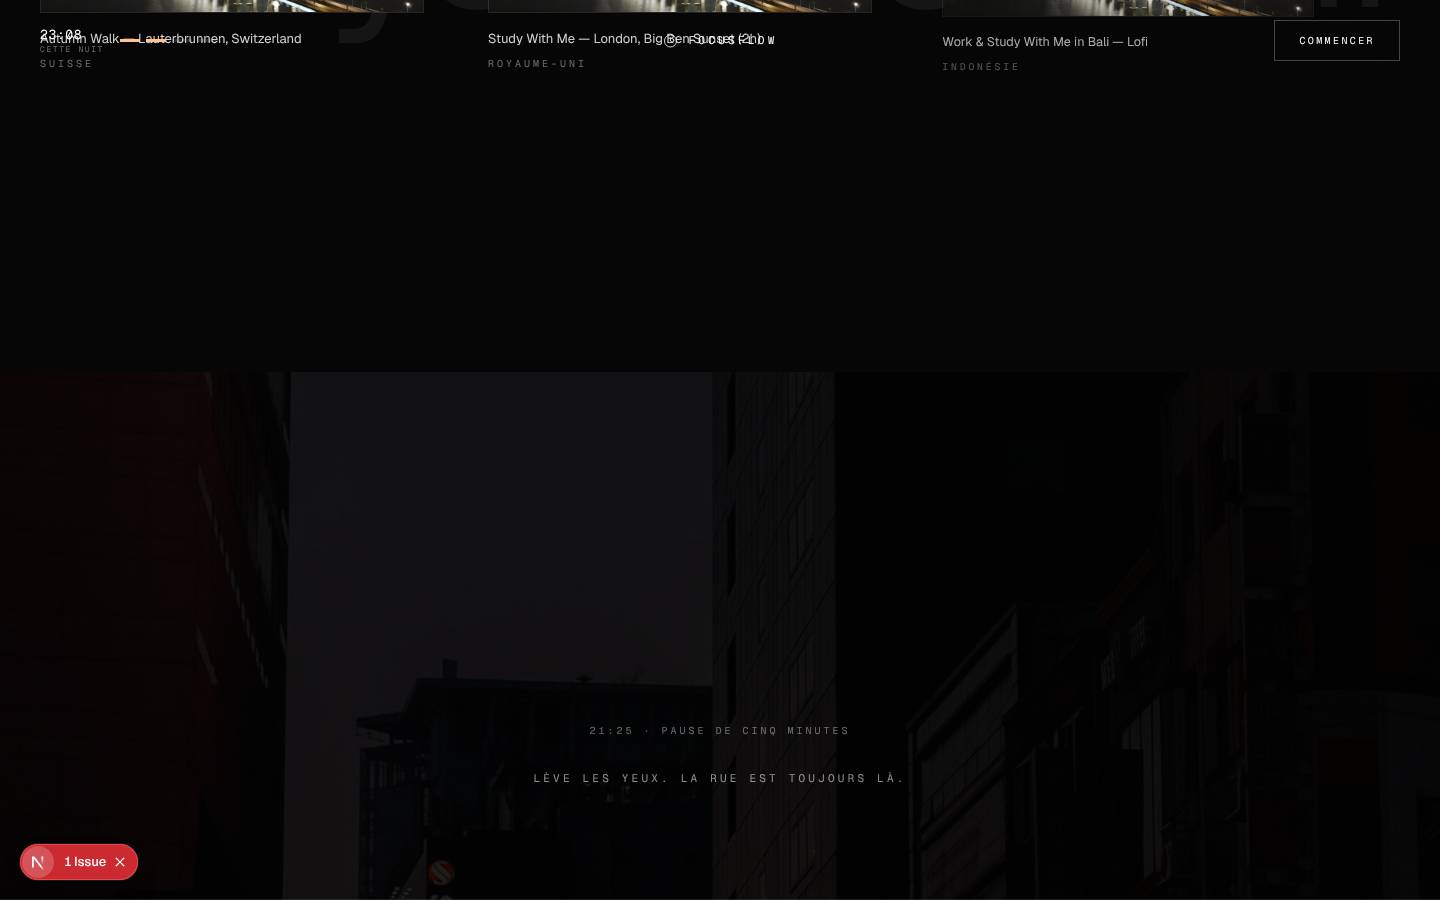 23:08
CETTE NUIT
FOCUSFLOW
COMMENCER
Autumn Walk — Lauterbrunnen, Switzerland
SUISSE
Study With Me — London, Big Ben Sunset (2h)
ROYAUME-UNI
Work & Study With Me in Bali — Lofi
INDONÉSIE
21:25 · PAUSE DE CINQ MINUTES
LÈVE LES YEUX. LA RUE EST TOUJOURS LÀ.
N
1 Issue